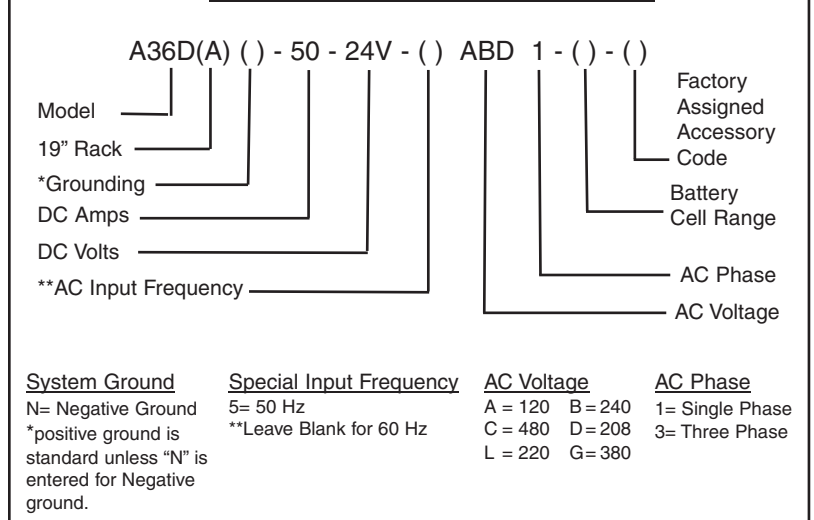 A36D(A) ( ) - 50 - 24V - ( ) ABD 1 - ( ) - ( )
Model
19” Rack
*Grounding
DC Amps
DC Volts
**AC Input Frequency
Factory
Assigned
Accessory
Code
Battery
Cell Range
AC Phase
AC Voltage
System Ground
N= Negative Ground
*positive ground is
standard unless “N” is
entered for Negative
ground.
Special Input Frequency
5= 50 Hz
**Leave Blank for 60 Hz
AC Voltage
A = 120 B = 240
C = 480 D = 208
L = 220 G= 380
AC Phase
1= Single Phase
3= Three Phase